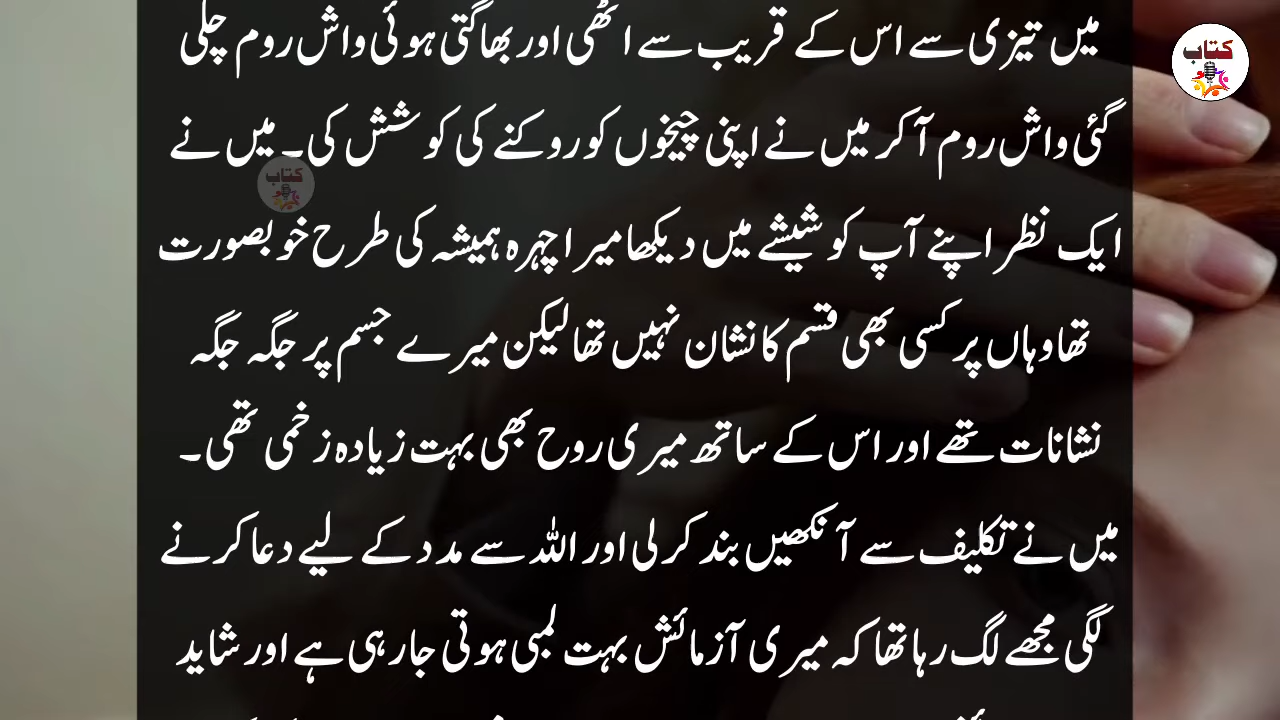 میں تیزی سے اس کے قریب سے اٹھی اور بھاگتی ہوئی واش روم چلی
گئی واش روم آکر میں نے اپنی چیخوں کو روکنے کی کوشش کی۔ میں نے
ایک نظر اپنے آپ کو شیشے میں دیکھا میرا چہرہ ہمیشہ کی طرح خوبصورت
تھا وہاں پر کسی بھی قسم کا نشان نہیں تھا لیکن میرے جسم پر جگہ جگہ
نشانات تھے اور اس کے ساتھ میری روح بھی بہت زیادہ زخمی تھی۔
میں نے تکلیف سے آنکھیں بند کر لی اور اللہ سے مدد کے لیے دعا کرنے
لگی مجھے لگ رہا تھا کہ میری آزمائش بہت لمبی ہوتی جا رہی ہے اور شاید
کتاب
کتاب